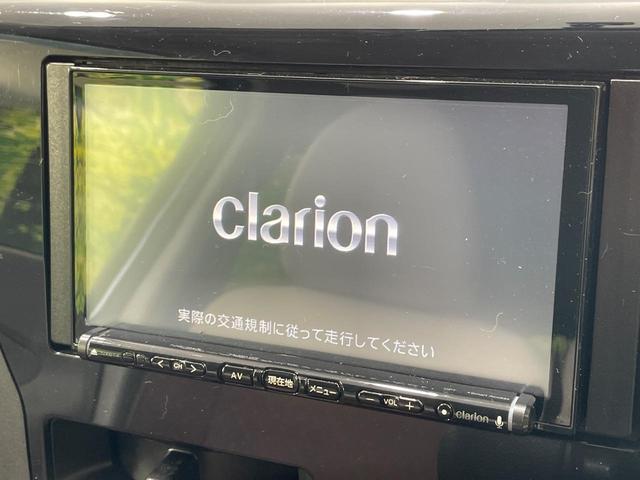 clarion
実際の交通規制に従って走行してください
< CH > AV 現在地 メニュー − VOL + clarion